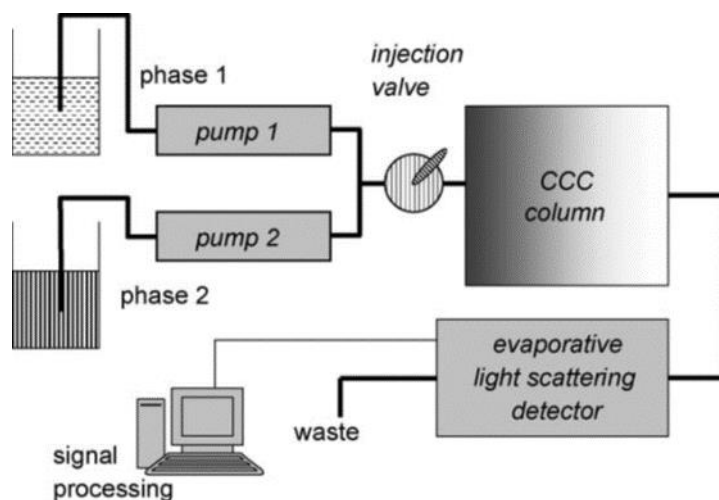 phase 1
injection
valve
pump 1
CCC
column
pump 2
phase 2
evaporative
light scattering
detector
waste
signal
processing